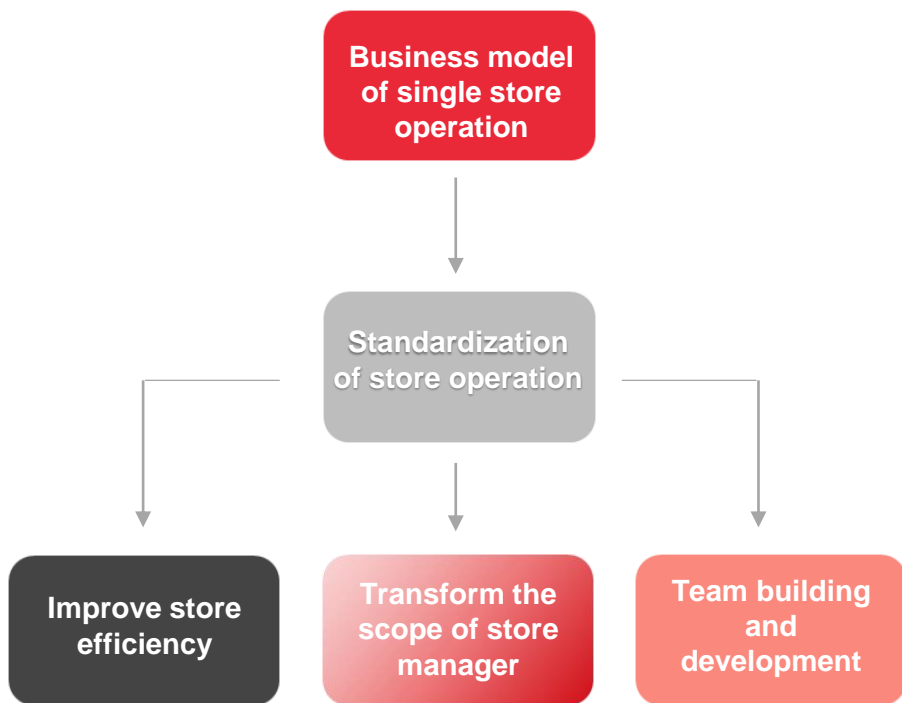 Business model
of single store
operation
Standardization
of store operation
Improve store
efficiency
Transform the
scope of store
manager
Team building
and
development